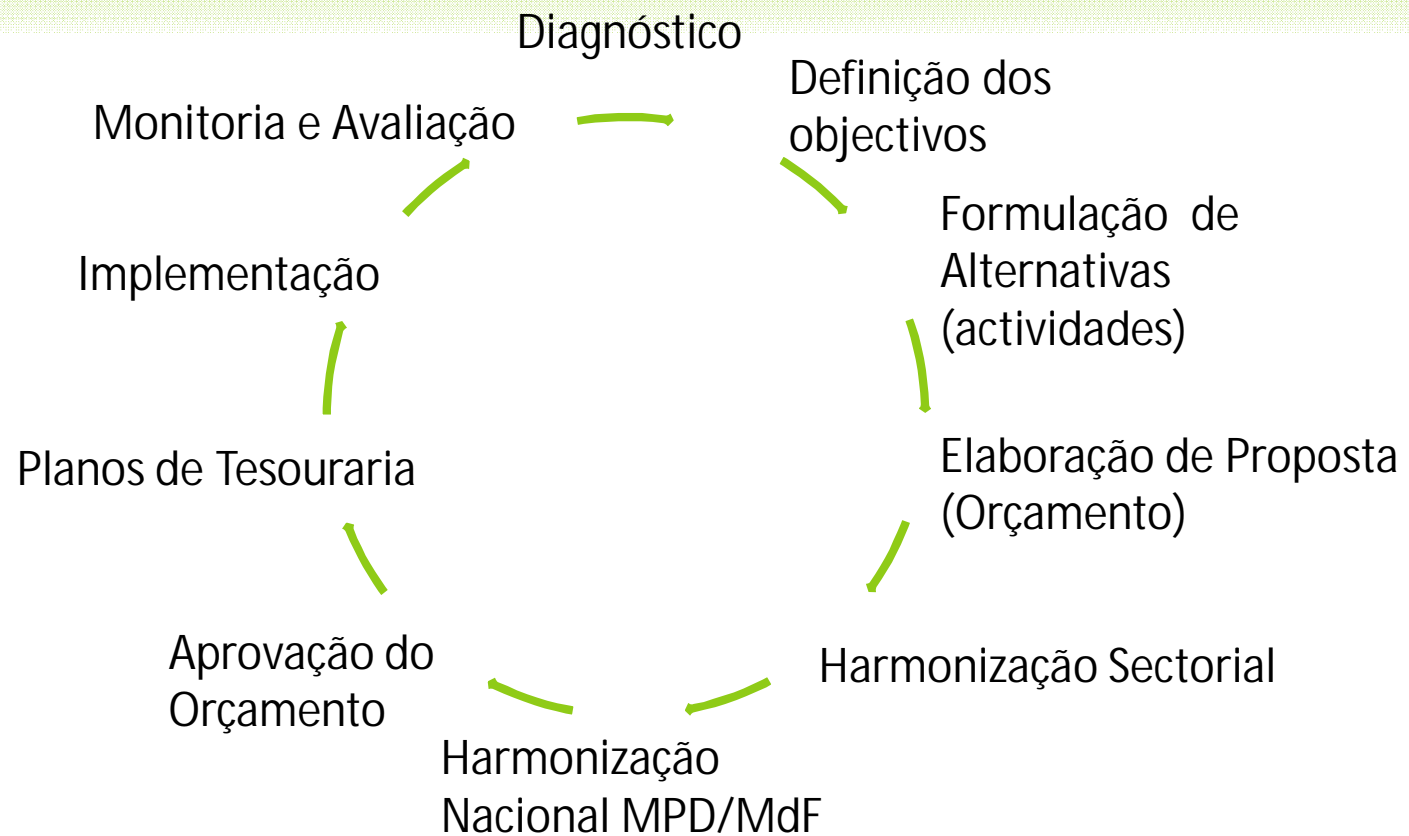 Diagnóstico
Definição dos
objectivos
Formulação de
Alternativas
(actividades)
Elaboração de Proposta
(Orçamento)
Harmonização Sectorial
Harmonização
Nacional MPD/MdF
Aprovação do
Orçamento
Planos de Tesouraria
Implementação
Monitoria e Avaliação